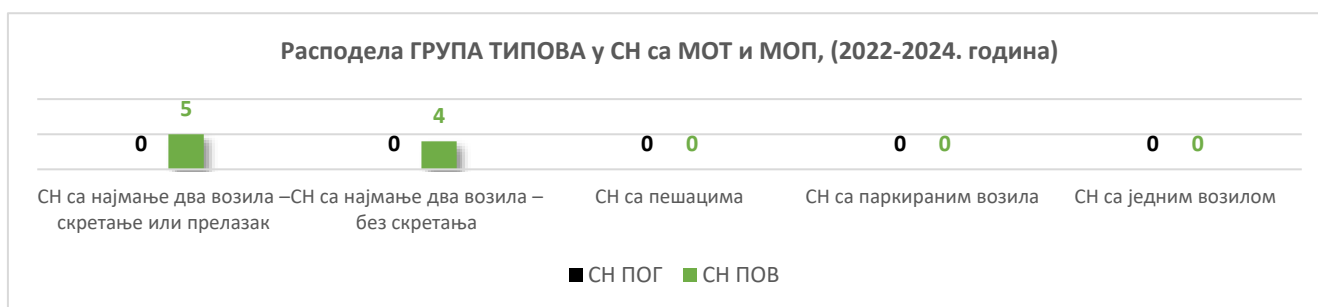 Расподела ГРУПА ТИПОВА у СН са МОТ и МОП, (2022-2024. година)
0 5 0 4 0 0 0 0 0 0
СН са најмање два возила – скретање или прелазак
СН са најмање два возила – без скретања
СН са пешацима
СН са паркираним возила
СН са једним возилом
СН ПОГ СН ПОВ